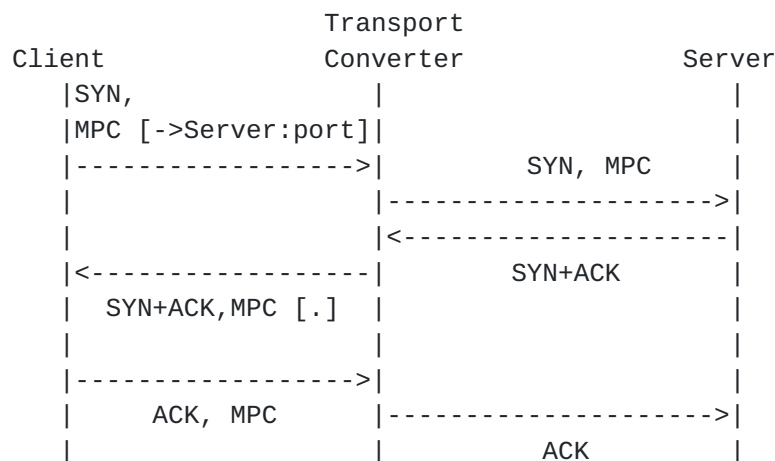 Transport
Client              Converter              Server
   |SYN,               |                      |
   |MPC [->Server:port]|                      |
   |------------------>|         SYN, MPC     |
   |                   |--------------------->|
   |                   |<---------------------|
   |<------------------|        SYN+ACK       |
   |  SYN+ACK,MPC [.]  |                      |
   |                   |                      |
   |------------------>|                      |
   |     ACK, MPC      |--------------------->|
   |                   |          ACK         |